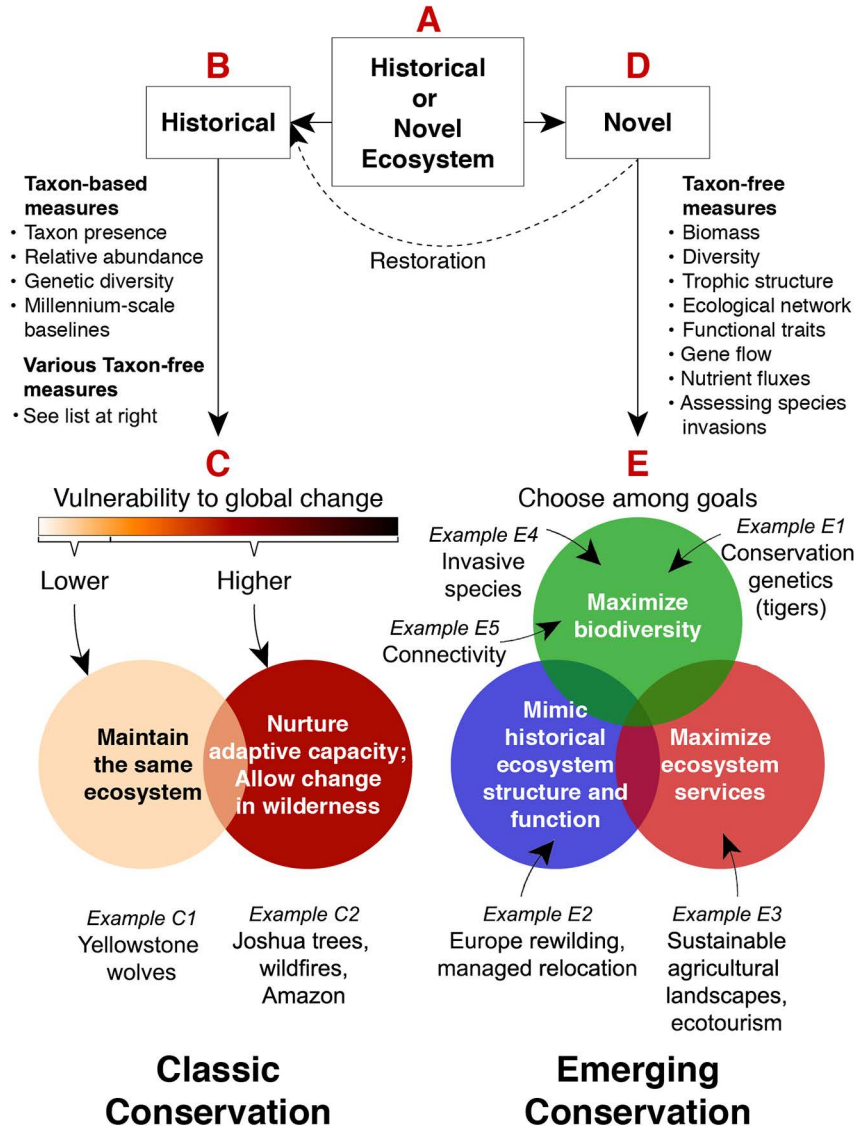 A
Historical
or
Novel
Ecosystem
B
Historical
D
Novel
Restoration
Taxon-based
measures
· Taxon presence
· Relative abundance
· Genetic diversity
· Millennium-scale
baselines
Various Taxon-free
measures
· See list at right
Taxon-free
measures
· Biomass
· Diversity
· Trophic structure
· Ecological network
· Functional traits
· Gene flow
· Nutrient fluxes
· Assessing species
invasions
C
Vulnerability to global change
Lower
Higher
Maintain
the same
ecosystem
Nurture
adaptive capacity;
Allow change
in wilderness
Example C1
Yellowstone
wolves
Example C2
Joshua trees,
wildfires,
Amazon
Classic
Conservation
E
Choose among goals
Example E4
Invasive
species
Example E1
Conservation
genetics
(tigers)
Example E5
Connectivity
Maximize
biodiversity
Mimic
historical
ecosystem
structure and
function
Maximize
ecosystem
services
Example E2
Europe rewilding,
managed relocation
Example E3
Sustainable
agricultural
landscapes,
ecotourism
Emerging
Conservation